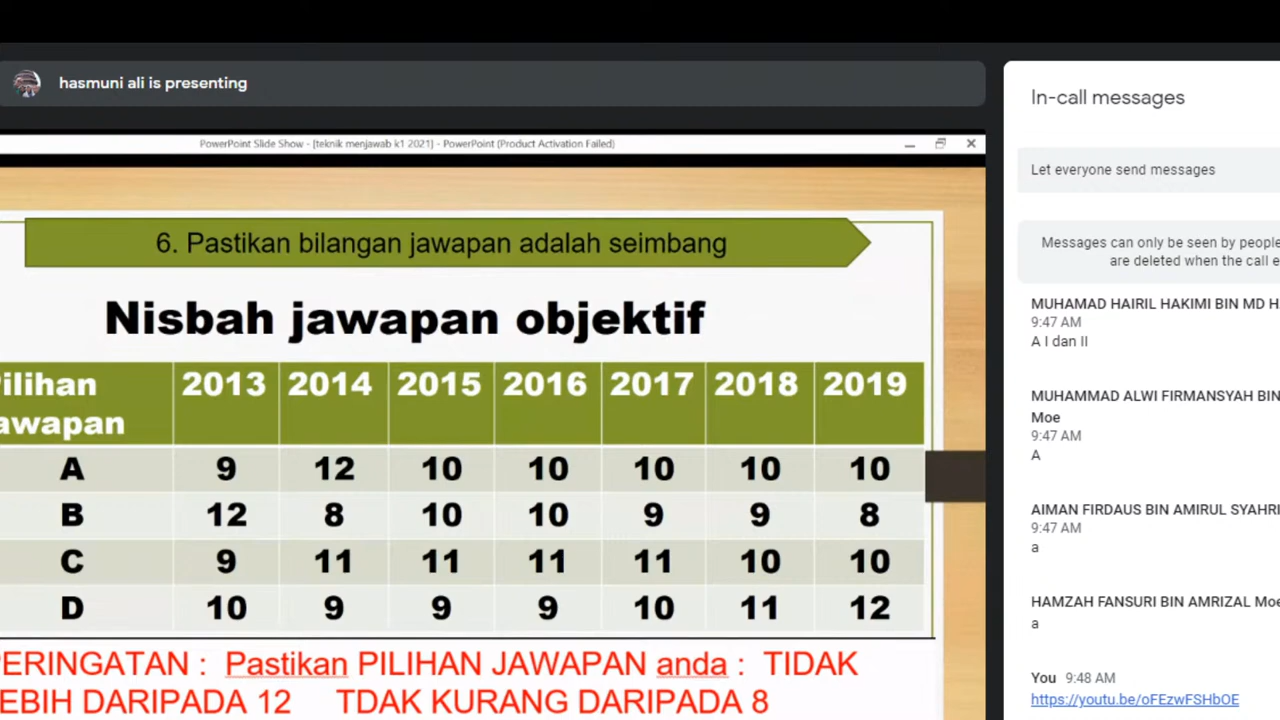 hasmuni ali is presenting
PowerPoint Slide Show - [teknik menjawab k1 2021] - PowerPoint (Product Activation Failed)
6. Pastikan bilangan jawapan adalah seimbang
Nisbah jawapan objektif
ilihan 2013 2014 2015 2016 2017 2018 2019
awapan
A 9 12 10 10 10 10 10
B 12 8 10 10 9 9 8
C 9 11 11 11 11 10 10
D 10 9 9 9 10 11 12
PERINGATAN : Pastikan PILIHAN JAWAPAN anda : TIDAK
EBIH DARIPADA 12 TDAK KURANG DARIPADA 8
In-call messages
Let everyone send messages
Messages can only be seen by people
are deleted when the call e
MUHAMAD HAIRIL HAKIMI BIN MD H
9:47 AM
A I dan II
MUHAMMAD ALWI FIRMANSYAH BIN
Moe
9:47 AM
A
AIMAN FIRDAUS BIN AMIRUL SYAHRI
9:47 AM
a
HAMZAH FANSURI BIN AMRIZAL Moe
a
You 9:48 AM
https://youtu.be/oFEzwFSHbOE